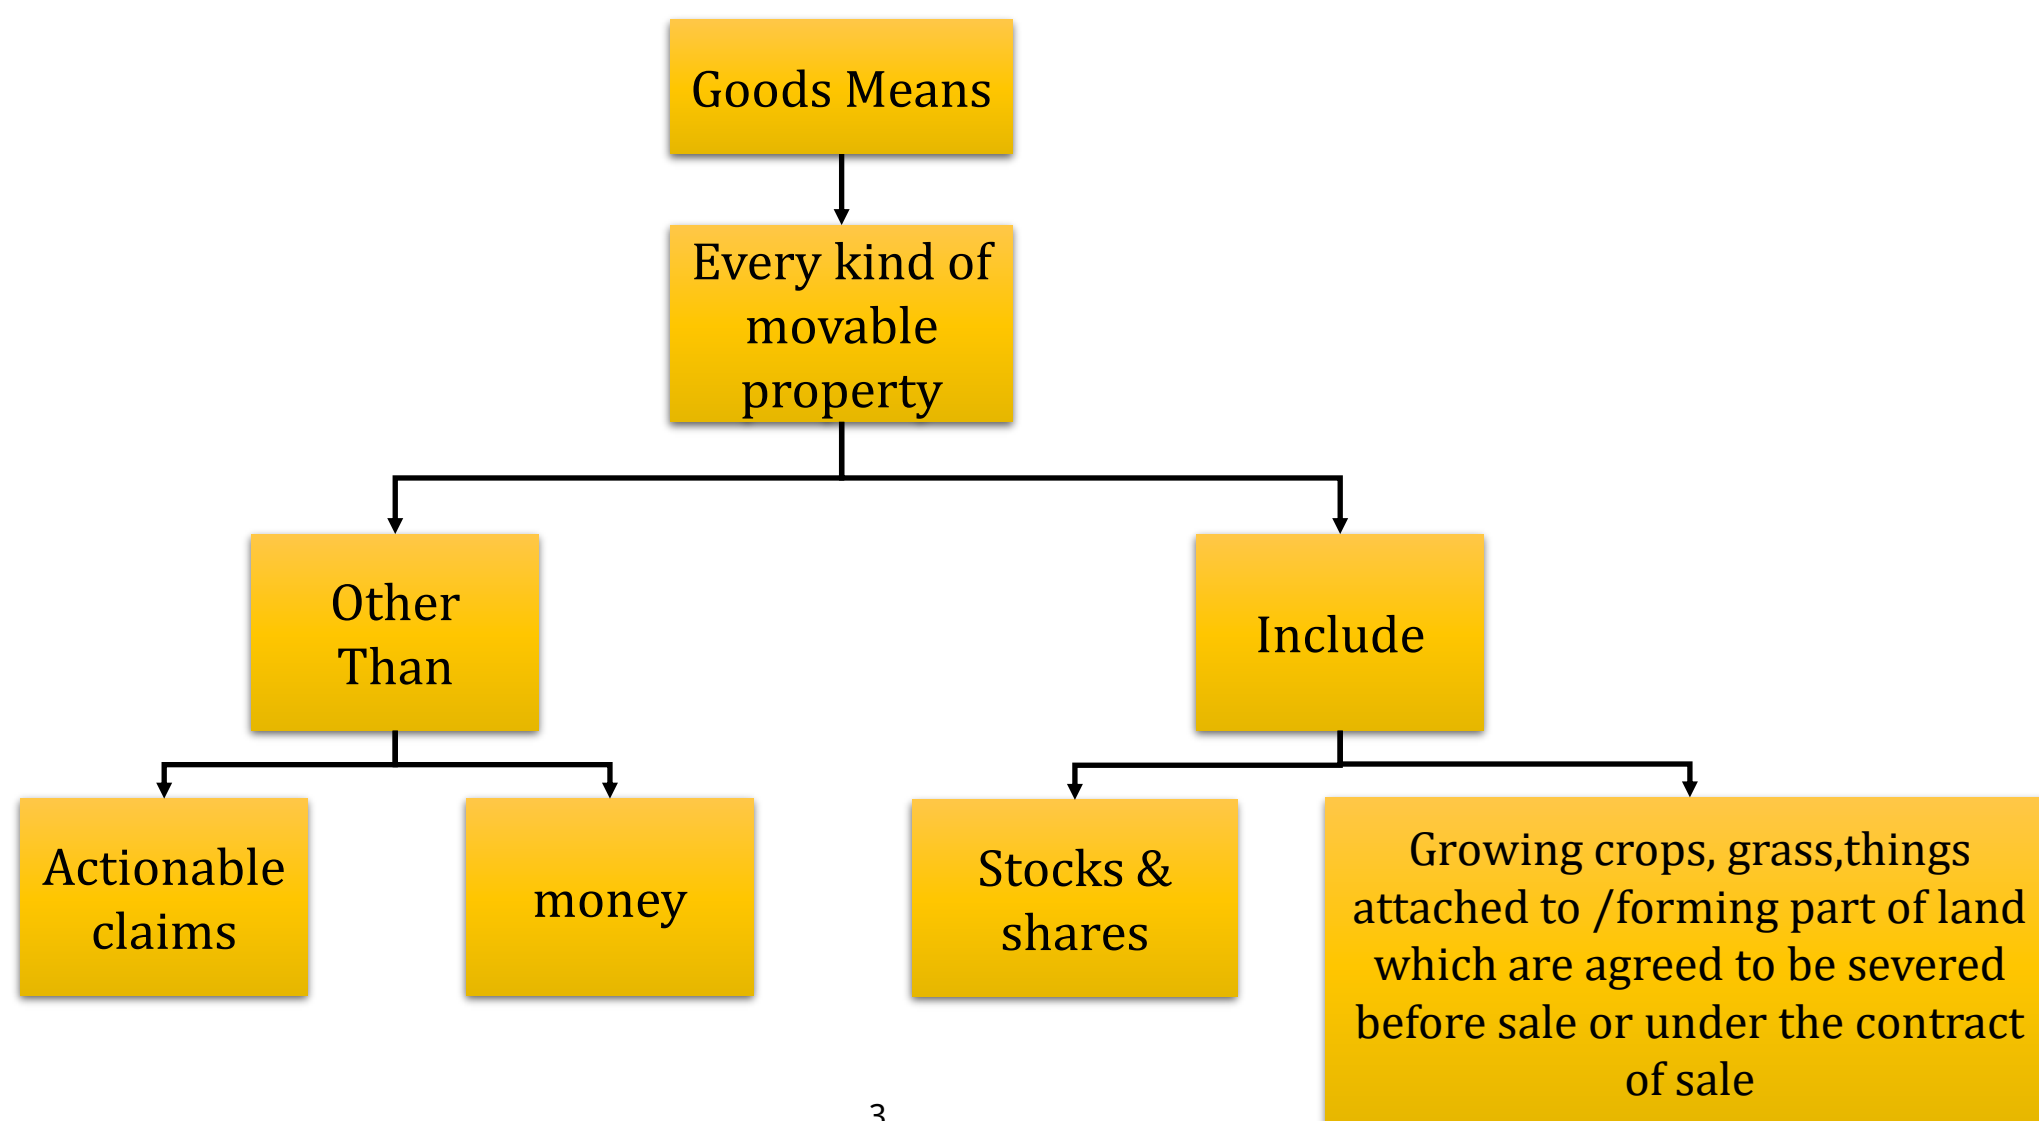 Goods Means
Every kind of
movable
property
Other
Than
Include
Actionable
claims
money
Stocks &
shares
Growing crops, grass,things
attached to /forming part of land
which are agreed to be severed
before sale or under the contract
of sale
3